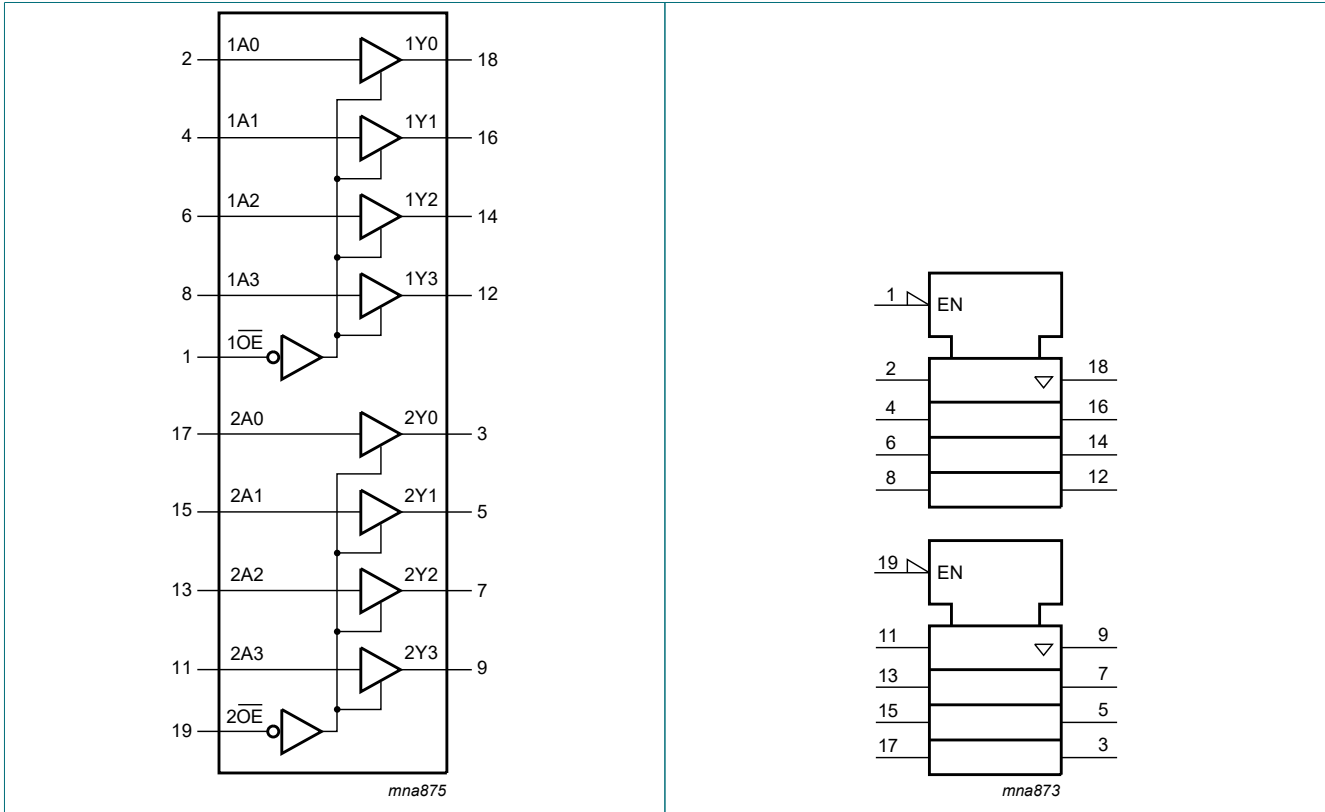 2 1A0 1Y0 18
4 1A1 1Y1 16
6 1A2 1Y2 14
8 1A3 1Y3 12
1 1O̅E̅
17 2A0 2Y0 3
15 2A1 2Y1 5
13 2A2 2Y2 7
11 2A3 2Y3 9
19 2O̅E̅
mna875
1 EN
2 18
4 16
6 14
8 12
19 EN
11 9
13 7
15 5
17 3
mna873